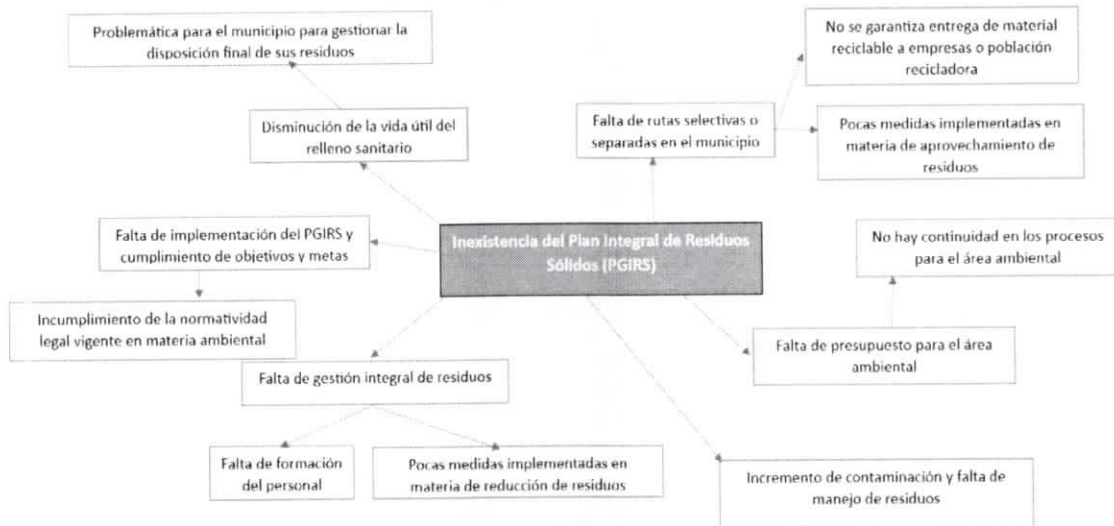 Problemática para el municipio para gestionar la
disposición final de sus residuos
No se garantiza entrega de material
reciclable a empresas o población
recicladora
Disminución de la vida útil del
relleno sanitario
Falta de rutas selectivas o
separadas en el municipio
Pocas medidas implementadas en
materia de aprovechamiento de
residuos
Falta de implementación del PGIRS y
cumplimiento de objetivos y metas
Inexistencia del Plan Integral de Residuos
Sólidos (PGIRS)
No hay continuidad en los procesos
para el área ambiental
Incumplimiento de la normatividad
legal vigente en materia ambiental
Falta de presupuesto para el área
ambiental
Falta de gestión integral de residuos
Falta de formación
del personal
Pocas medidas implementadas en
materia de reducción de residuos
Incremento de contaminación y falta de
manejo de residuos